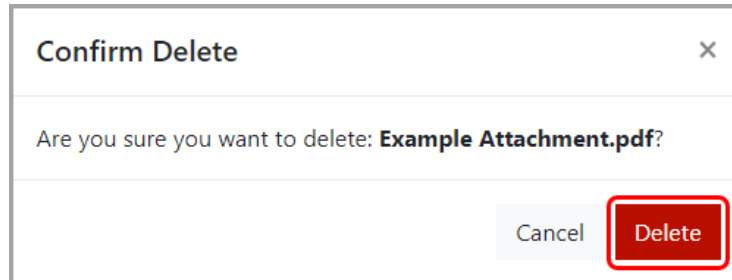 Confirm Delete ×
Are you sure you want to delete: Example Attachment.pdf?
Cancel Delete